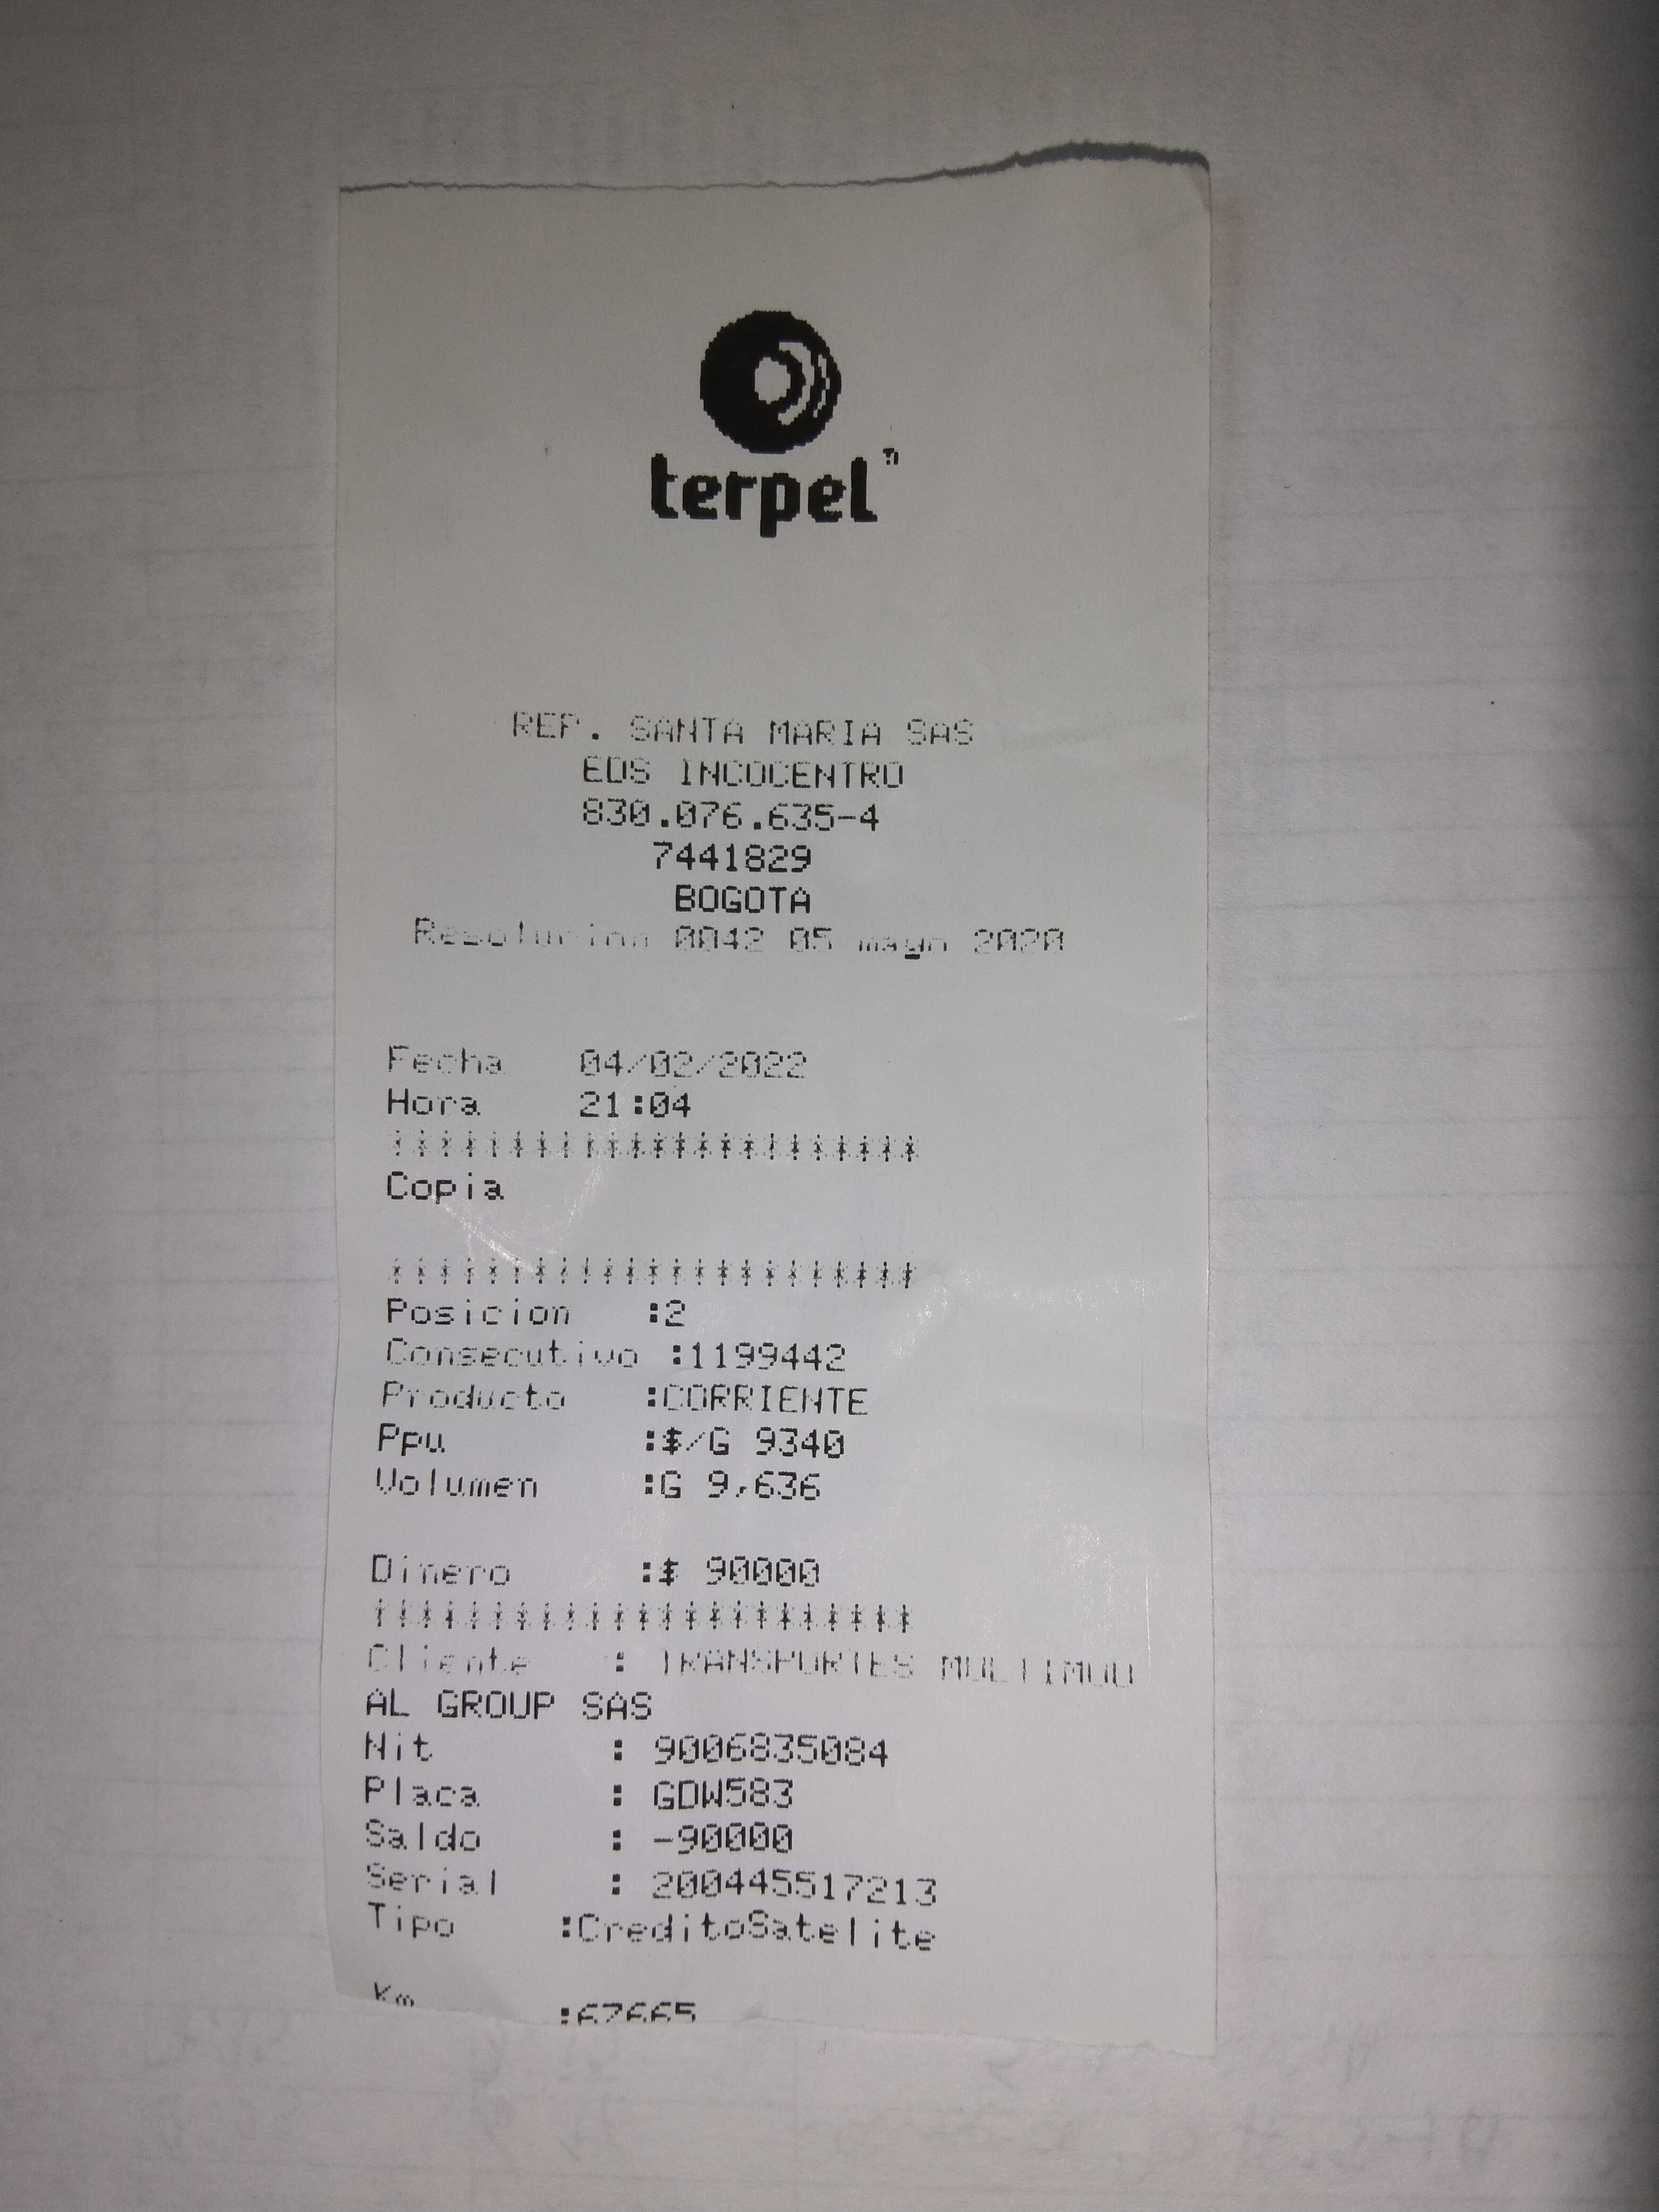 terpel
REP. SANTA MARIA SAS
EDS INCOCENTRO
830.076.635-4
7441829
BOGOTA
Resolucion 0042 05 mayo 2020
Fecha 04/02/2022
Hora 21:04
***********************
Copia
***********************
Posicion :2
Consecutivo :1199442
Producto :CORRIENTE
Ppu :$/G 9340
Volumen :G 9,636
Dinero :$ 90000
***********************
Cliente : TRANSPORTES MULTIMOD
AL GROUP SAS
Nit : 9006835084
Placa : GDW583
Saldo : -90000
Serial : 200445517213
Tipo :CreditoSatelite
Km :67665